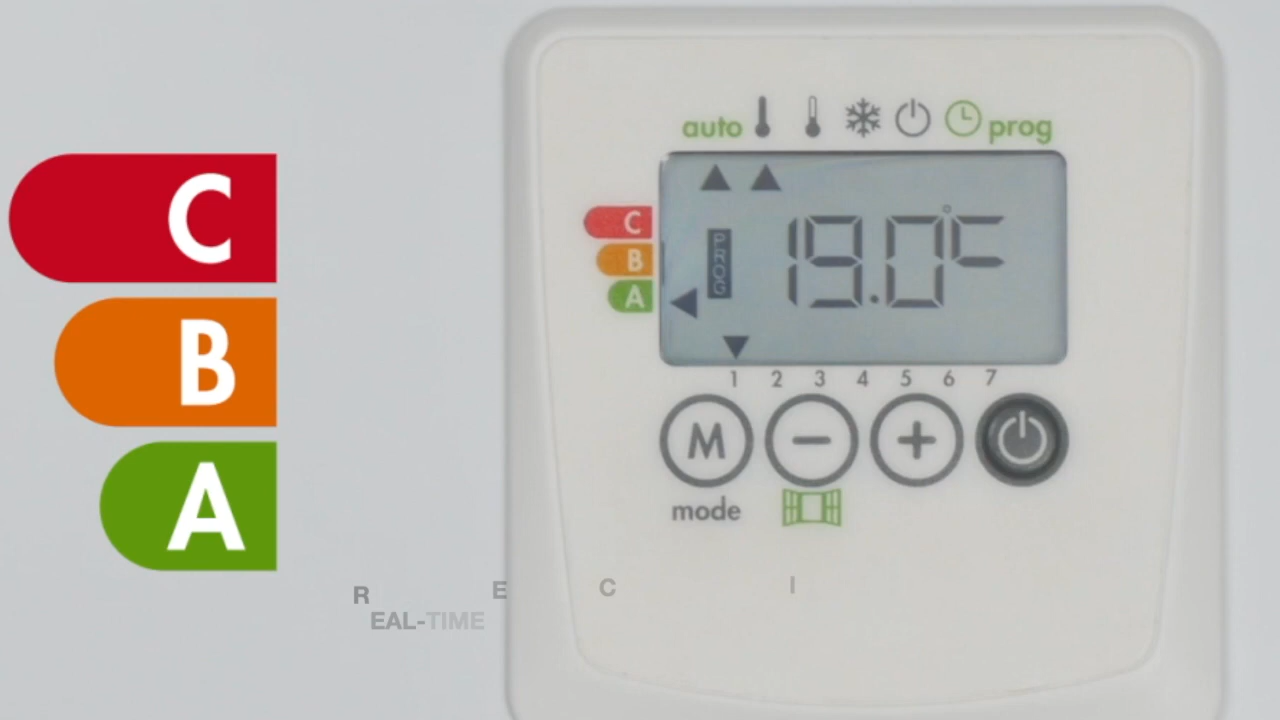 auto prog
C
B
A
C
B
A
PROG
19.0°C
1 2 3 4 5 6 7
M
mode
R E C I
EAL-TIME